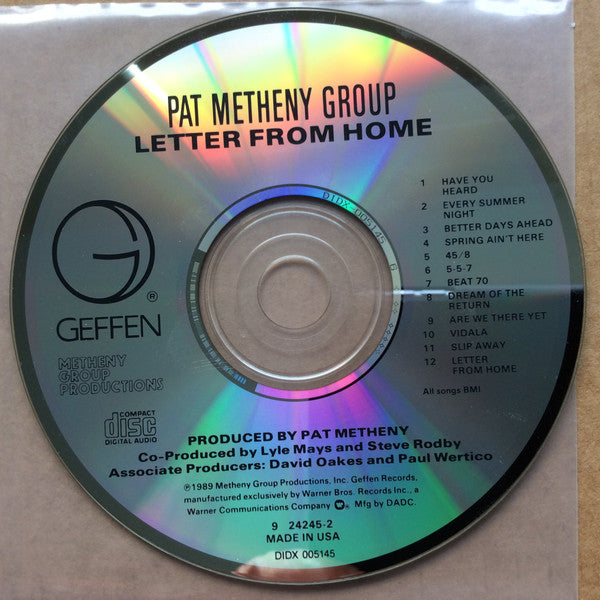 PAT METHENY GROUP
LETTER FROM HOME
DIDX 005145
1 HAVE YOU
HEARD
2 EVERY SUMMER
NIGHT
3 BETTER DAYS AHEAD
4 SPRING AIN'T HERE
5 45/8
6 5-5-7
7 BEAT 70
8 DREAM OF THE
RETURN
9 ARE WE THERE YET
10 VIDALA
11 SLIP AWAY
12 LETTER
FROM HOME
All songs BMI
G
®
GEFFEN
METHENY
GROUP
PRODUCTIONS
COMPACT
disc
DIGITAL AUDIO
PRODUCED BY PAT METHENY
Co-Produced by Lyle Mays and Steve Rodby
Associate Producers: David Oakes and Paul Wertico
℗1989 Metheny Group Productions, Inc. Geffen Records,
manufactured exclusively by Warner Bros. Records Inc., a
Warner Communications Company ®. Mfg by DADC.
9 24245-2
MADE IN USA
DIDX 005145